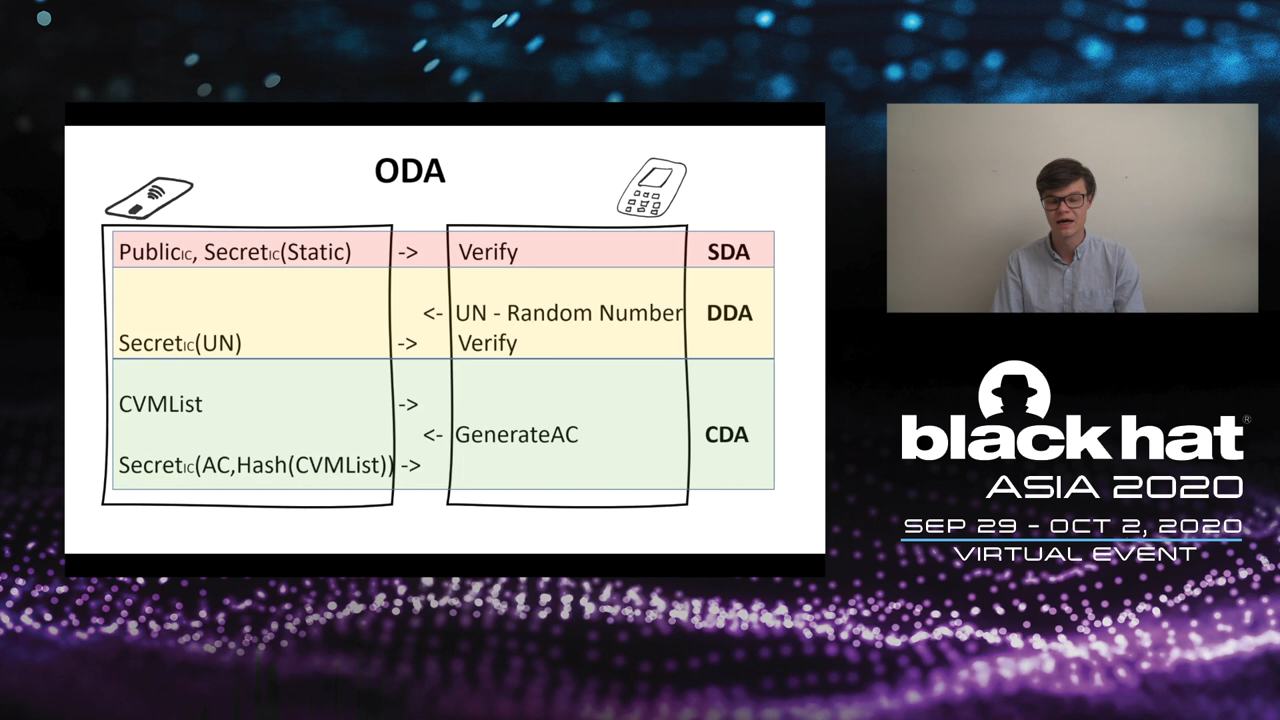 ODA
PublicIC, SecretIC(Static) -> Verify SDA
<- UN - Random Number DDA
SecretIC(UN) -> Verify
CVMList ->
<- GenerateAC CDA
SecretIC(AC,Hash(CVMList)) ->
black hat®
ASIA 2020
SEP 29 - OCT 2, 2020
VIRTUAL EVENT